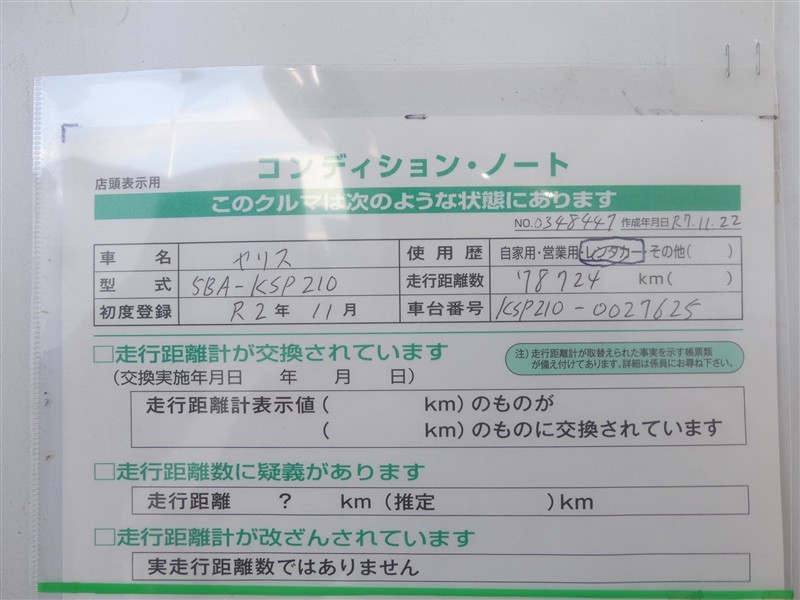 コンディション・ノート
店頭表示用
このクルマは次のような状態にあります
NO.0348447 作成年月日 R7.11.22
車名 ヤリス 使用歴 自家用・営業用・レンタカー・その他( )
型式 5BA-KSP210 走行距離数 '78724 km( )
初度登録 R2年 11月 車台番号 KSP210-0027625
□走行距離計が交換されています
注)走行距離計が取替えられた事実を示す帳票類
が備え付けてあります。詳細は係員にお尋ね下さい。
(交換実施年月日 年 月 日)
走行距離計表示値( km)のものが
( km)のものに交換されています
□走行距離数に疑義があります
走行距離 ? km(推定 )km
□走行距離計が改ざんされています
実走行距離数ではありません